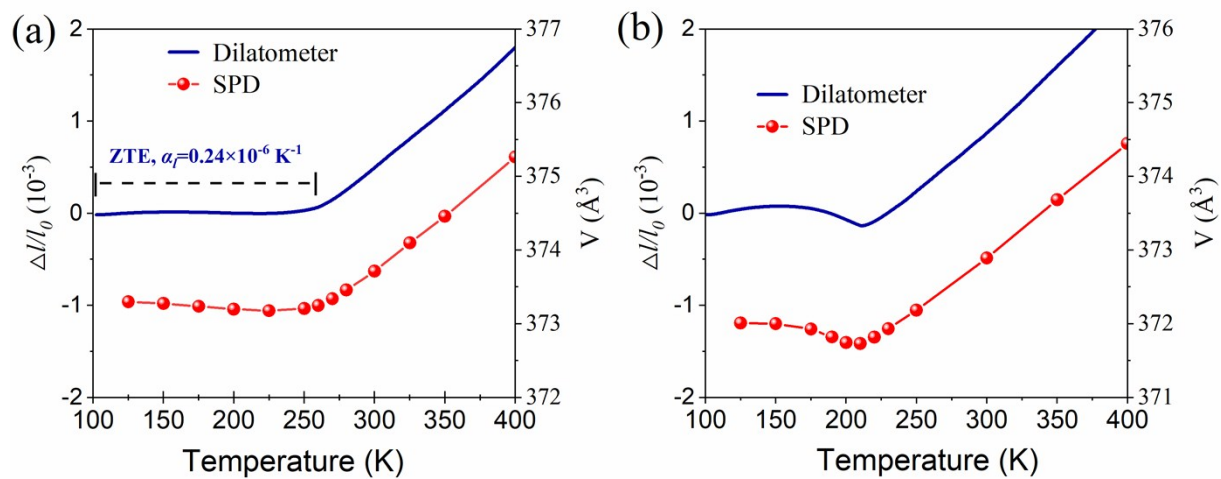 (a)
Dilatometer
SPD
ZTE, αl=0.24×10-6 K-1
Δl/l0 (10-3)
2
1
0
-1
-2
100 150 200 250 300 350 400
Temperature (K)
377
376
375
374
373
372
V (Å3)
(b)
Dilatometer
SPD
Δl/l0 (10-3)
2
1
0
-1
-2
100 150 200 250 300 350 400
Temperature (K)
376
375
374
373
372
371
V (Å3)